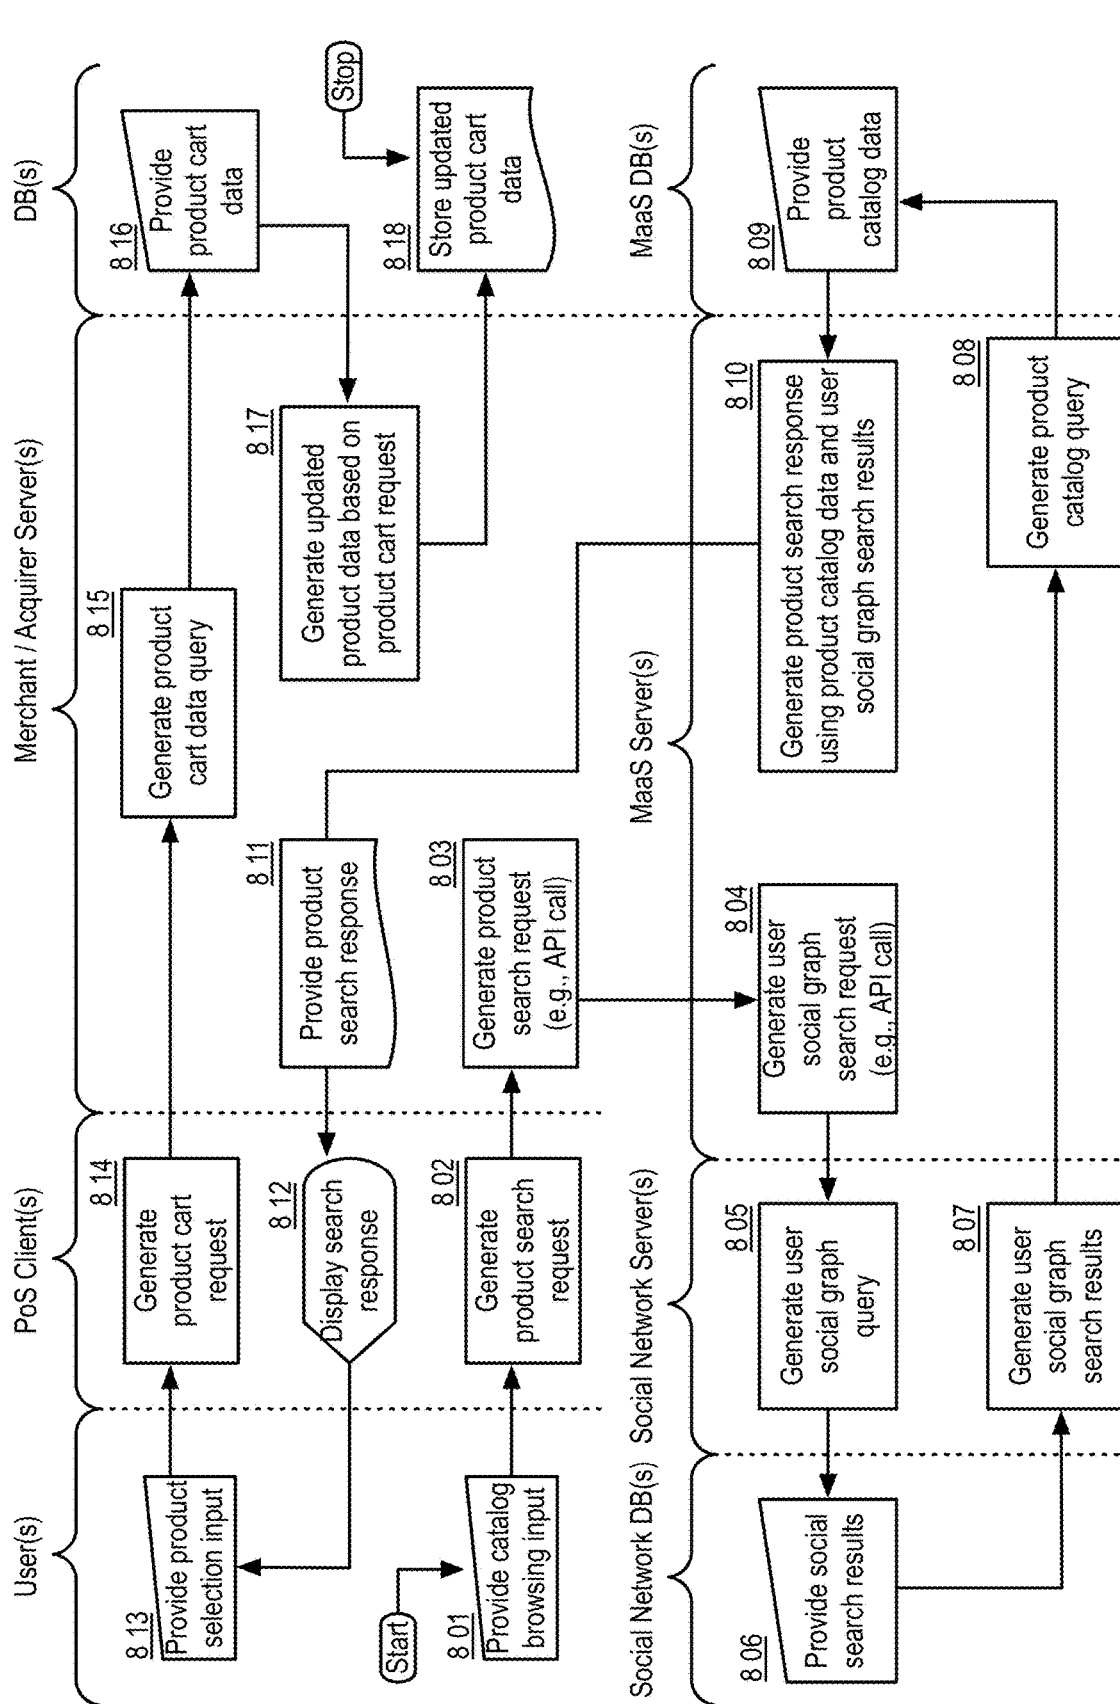 User(s)
PoS Client(s)
Merchant / Acquirer Server(s)
DB(s)
8 13
Provide product
selection input
8 14
Generate
product cart
request
8 15
Generate product
cart data query
8 16
Provide
product cart
data
8 12
Display search
response
8 11
Provide product
search response
8 17
Generate updated
product data based on
product cart request
Stop
8 18
Store updated
product cart
data
Start
8 01
Provide catalog
browsing input
8 02
Generate
product search
request
8 03
Generate product
search request
(e.g., API call)
Social Network DB(s)
Social Network Server(s)
MaaS Server(s)
MaaS DB(s)
8 06
Provide social
search results
8 05
Generate user
social graph
query
8 04
Generate user
social graph
search request
(e.g., API call)
8 10
Generate product search response
using product catalog data and user
social graph search results
8 09
Provide
product
catalog data
8 07
Generate user
social graph
search results
8 08
Generate product
catalog query